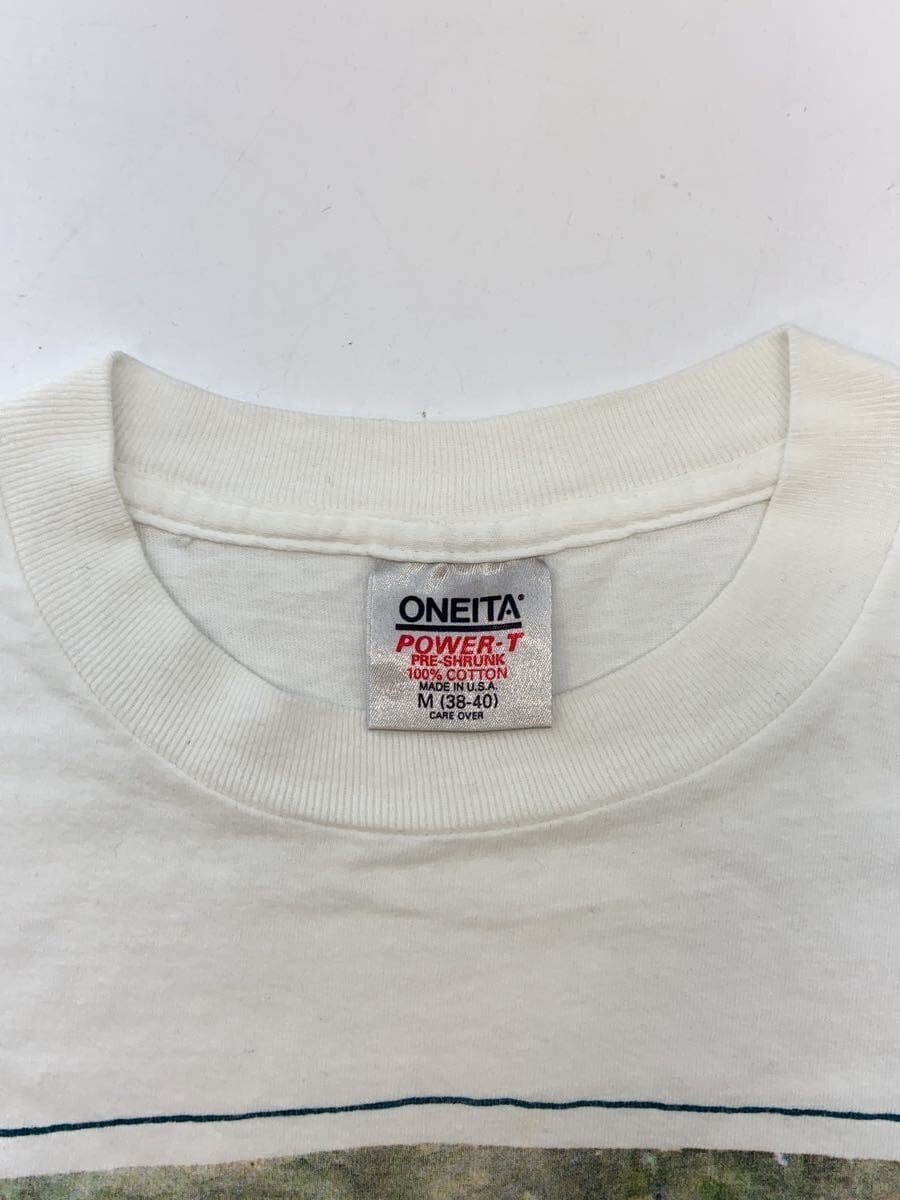 ONEITA®
POWER-T
PRE-SHRUNK
100% COTTON
MADE IN U.S.A.
M (38-40)
CARE OVER